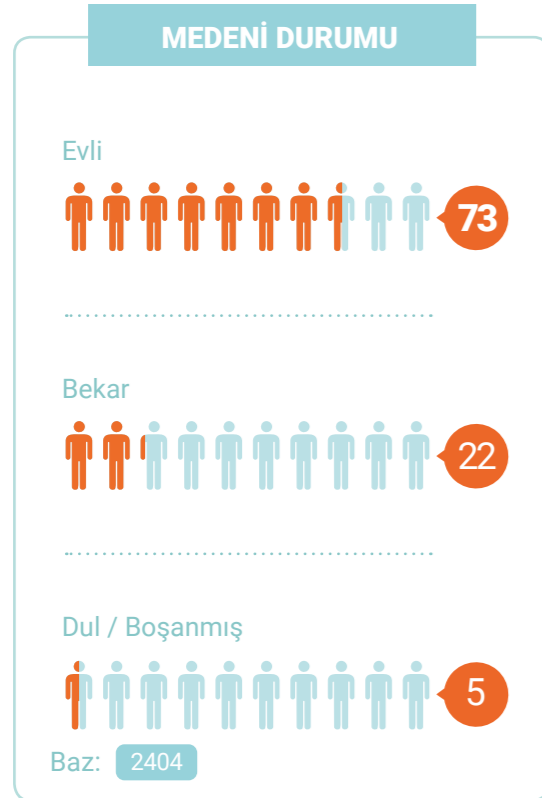 MEDENİ DURUMU
Evli
73
Bekar
22
Dul / Boşanmış
5
Baz: 2404